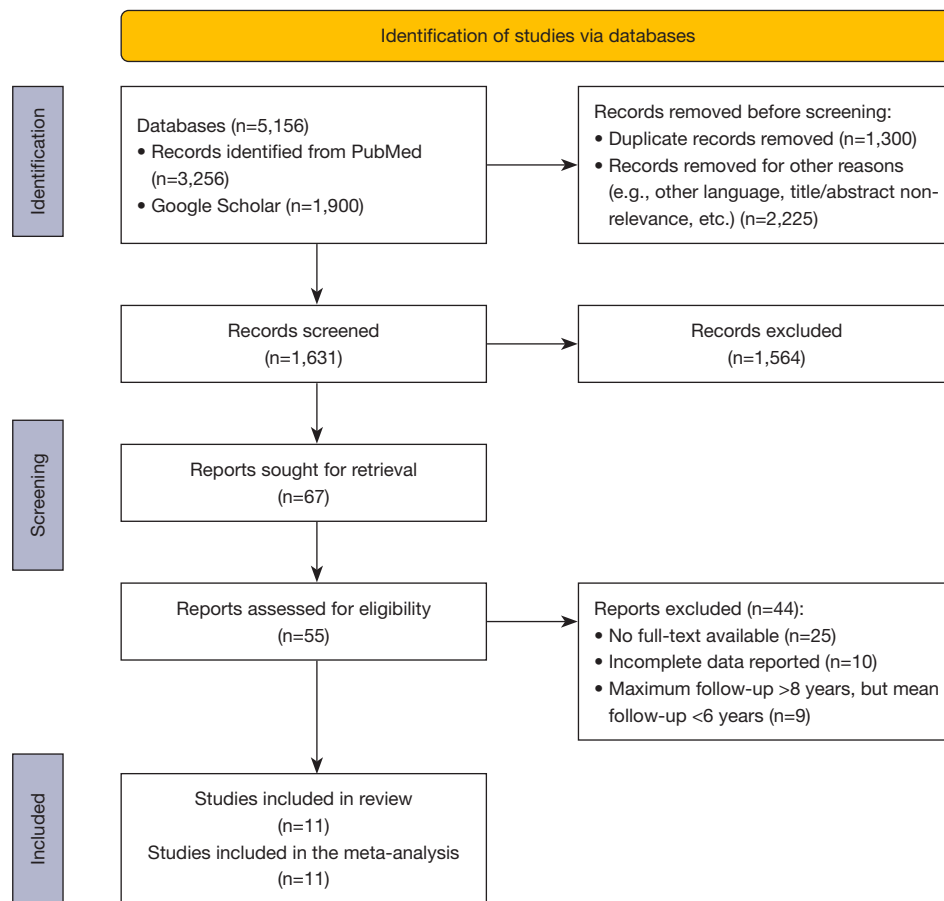 Identification of studies via databases
Identification
Databases (n=5,156)
• Records identified from PubMed
(n=3,256)
• Google Scholar (n=1,900)
Records removed before screening:
• Duplicate records removed (n=1,300)
• Records removed for other reasons
(e.g., other language, title/abstract non-
relevance, etc.) (n=2,225)
Records screened
(n=1,631)
Records excluded
(n=1,564)
Screening
Reports sought for retrieval
(n=67)
Reports assessed for eligibility
(n=55)
Reports excluded (n=44):
• No full-text available (n=25)
• Incomplete data reported (n=10)
• Maximum follow-up >8 years, but mean
follow-up <6 years (n=9)
Included
Studies included in review
(n=11)
Studies included in the meta-analysis
(n=11)